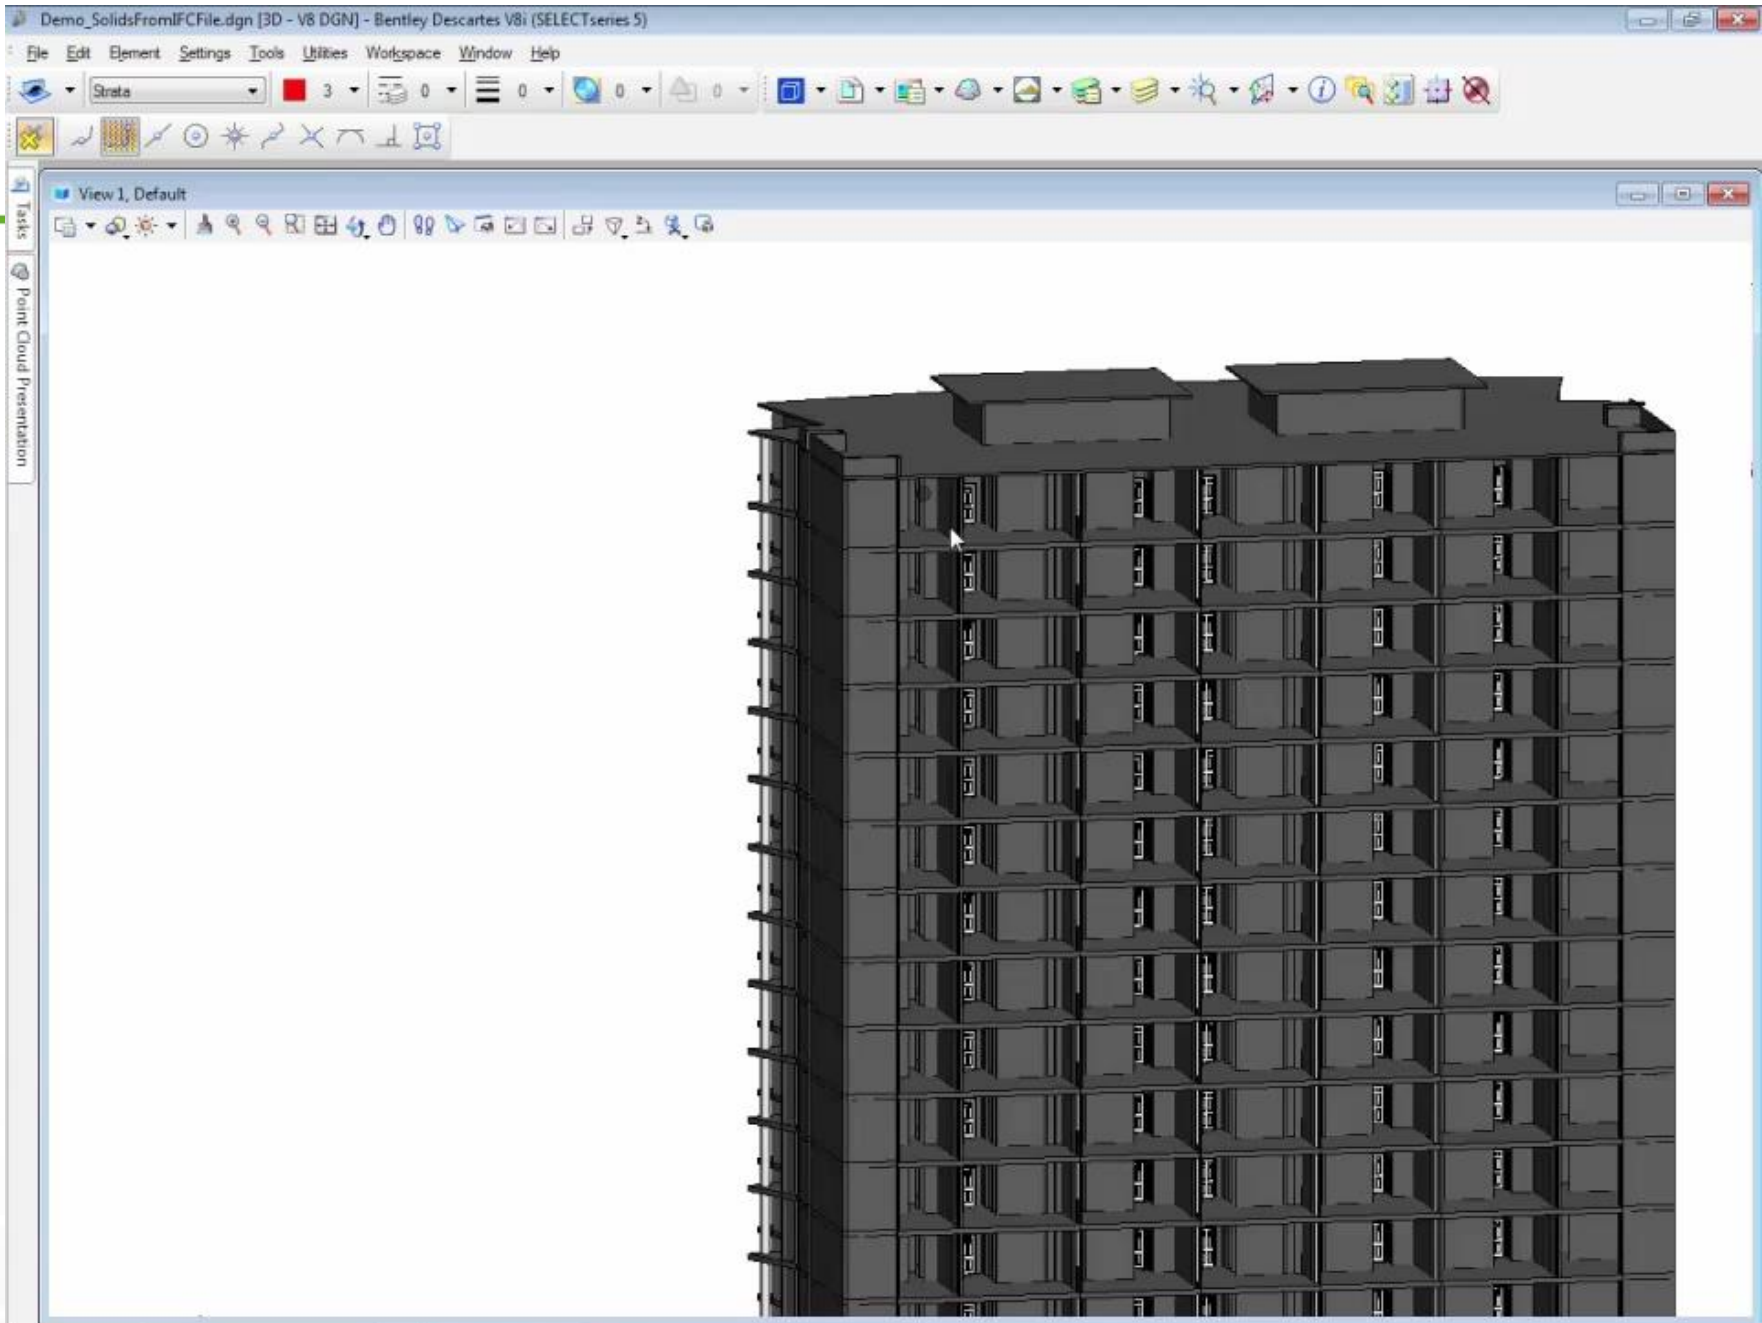 Demo_SolidsFromIFCFile.dgn [3D - V8 DGN] - Bentley Descartes V8i (SELECTseries 5)
File Edit Element Settings Tools Utilities Workspace Window Help
Strata 3 0 0 0 0
View 1, Default
Tasks
Point Cloud Presentation